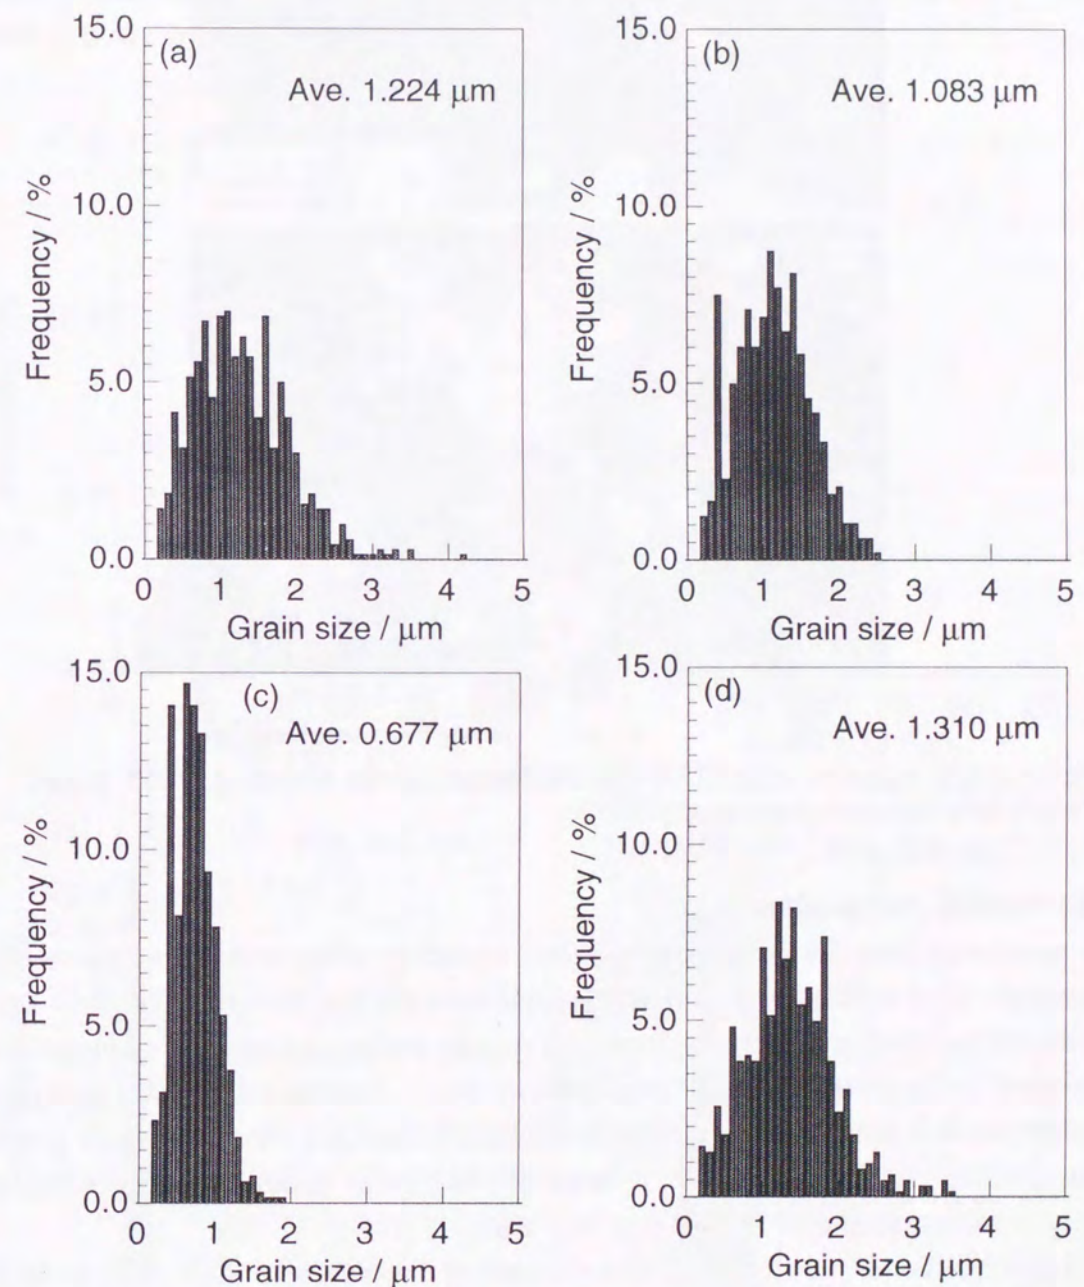 15.0
(a)
Ave. 1.224 μm
10.0
Frequency / %
5.0
0.0
0 1 2 3 4 5
Grain size / μm
15.0
(b)
Ave. 1.083 μm
10.0
Frequency / %
5.0
0.0
0 1 2 3 4 5
Grain size / μm
15.0
(c)
Ave. 0.677 μm
10.0
Frequency / %
5.0
0.0
0 1 2 3 4 5
Grain size / μm
15.0
(d)
Ave. 1.310 μm
10.0
Frequency / %
5.0
0.0
0 1 2 3 4 5
Grain size / μm